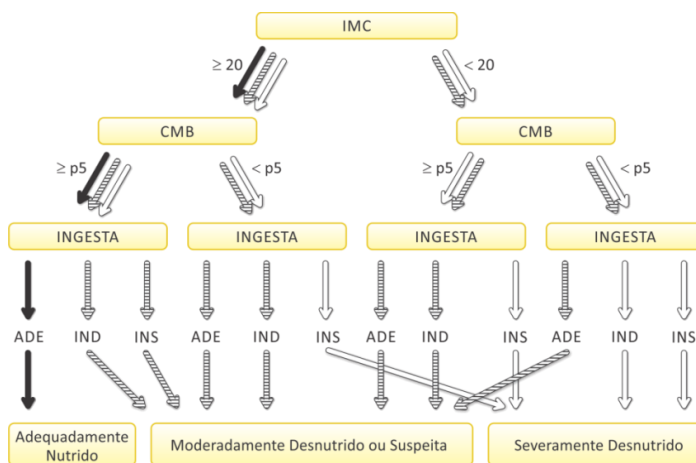 IMC
≥ 20
< 20
CMB
CMB
≥ p5
< p5
≥ p5
< p5
INGESTA
INGESTA
INGESTA
INGESTA
ADE
IND
INS
ADE
IND
INS
ADE
IND
INS
ADE
IND
INS
Adequadamente
Nutrido
Moderadamente Desnutrido ou Suspeita
Severamente Desnutrido